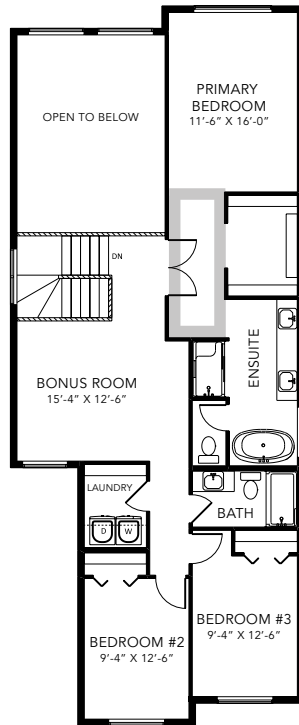 PRIMARY
BEDROOM
11'-6" X 16'-0"
OPEN TO BELOW
DN
ENSUITE
BONUS ROOM
15'-4" X 12'-6"
LAUNDRY
D W
BATH
BEDROOM #3
9'-4" X 12'-6"
BEDROOM #2
9'-4" X 12'-6"